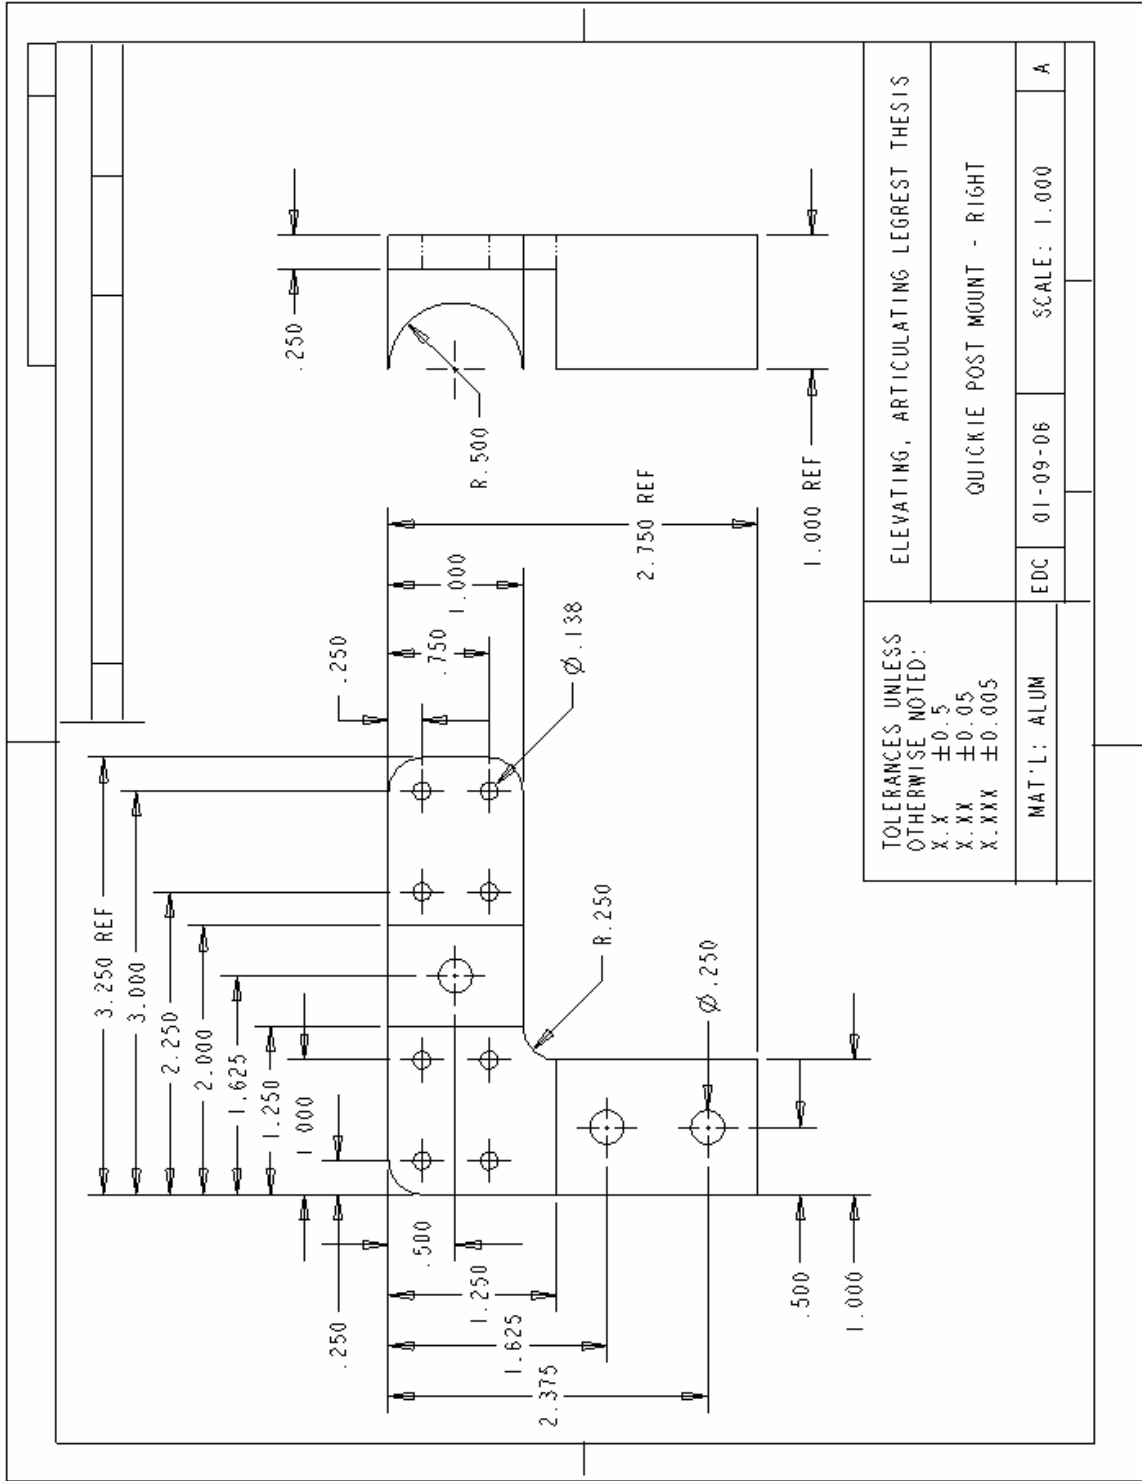 3.250 REF
3.000
2.250
2.000
1.625
1.250
1.000
.250
.250
.750
1.000
2.750 REF
Ø.138
R.250
Ø.250
.500
1.250
1.625
2.375
.500
1.000
.250
R.500
1.000 REF
TOLERANCES UNLESS
OTHERWISE NOTED:
X.X ±0.5
X.XX ±0.05
X.XXX ±0.005
MAT'L: ALUM
ELEVATING, ARTICULATING LEGREST THESIS
QUICKIE POST MOUNT - RIGHT
EDC 01-09-06 SCALE: 1.000 A